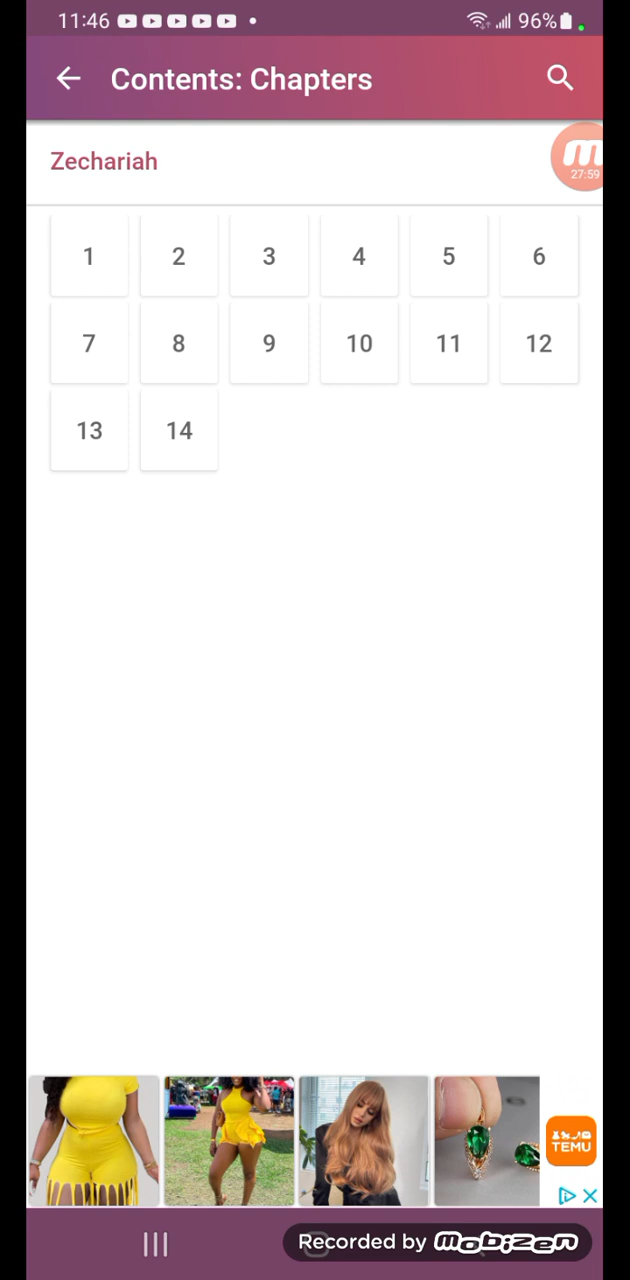 11:46 96%
Contents: Chapters
Zechariah
27:59
1 2 3 4 5 6
7 8 9 10 11 12
13 14
TEMU
Recorded by mobizen